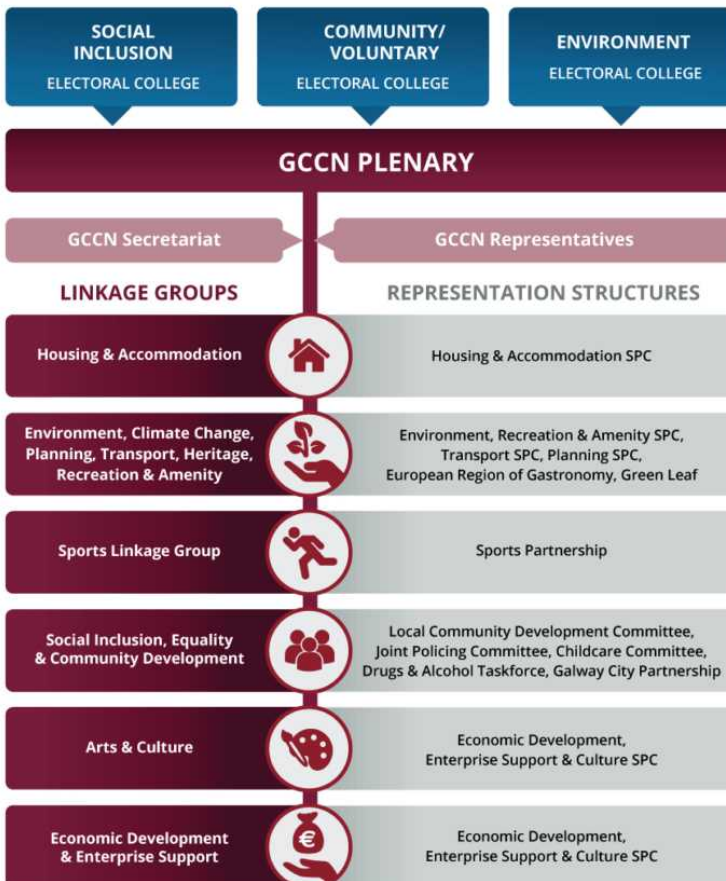 SOCIAL
INCLUSION
ELECTORAL COLLEGE
COMMUNITY/
VOLUNTARY
ELECTORAL COLLEGE
ENVIRONMENT
ELECTORAL COLLEGE
GCCN PLENARY
GCCN Secretariat
GCCN Representatives
LINKAGE GROUPS
REPRESENTATION STRUCTURES
Housing & Accommodation
Housing & Accommodation SPC
Environment, Climate Change,
Planning, Transport, Heritage,
Recreation & Amenity
Environment, Recreation & Amenity SPC,
Transport SPC, Planning SPC,
European Region of Gastronomy, Green Leaf
Sports Linkage Group
Sports Partnership
Social Inclusion, Equality
& Community Development
Local Community Development Committee,
Joint Policing Committee, Childcare Committee,
Drugs & Alcohol Taskforce, Galway City Partnership
Arts & Culture
Economic Development,
Enterprise Support & Culture SPC
Economic Development
& Enterprise Support
€
Economic Development,
Enterprise Support & Culture SPC